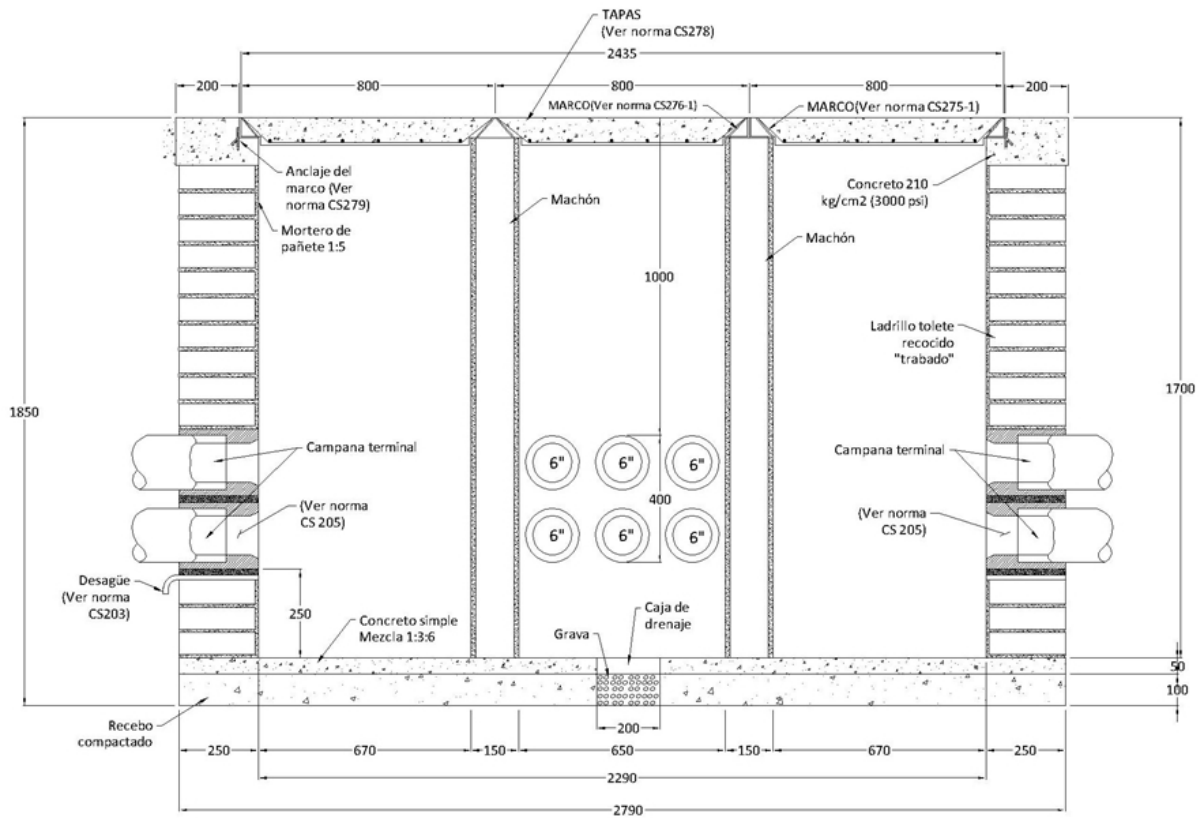 TAPAS
(Ver norma CS278)
2435
200
800
800
800
200
MARCO(Ver norma CS276-1)
MARCO(Ver norma CS275-1)
Anclaje del
marco (Ver
norma CS279)
Mortero de
pañete 1:5
Machón
Machón
Concreto 210
kg/cm2 (3000 psi)
1000
Ladrillo tolete
recocido
"trabado"
1850
1700
Campana terminal
Campana terminal
6"
6"
6"
400
(Ver norma
CS 205)
(Ver norma
CS 205)
6"
6"
6"
Desagüe
(Ver norma
CS203)
250
Concreto simple
Mezcla 1:3:6
Grava
Caja de
drenaje
50
100
Recebo
compactado
200
250
670
150
650
150
670
250
2290
2790